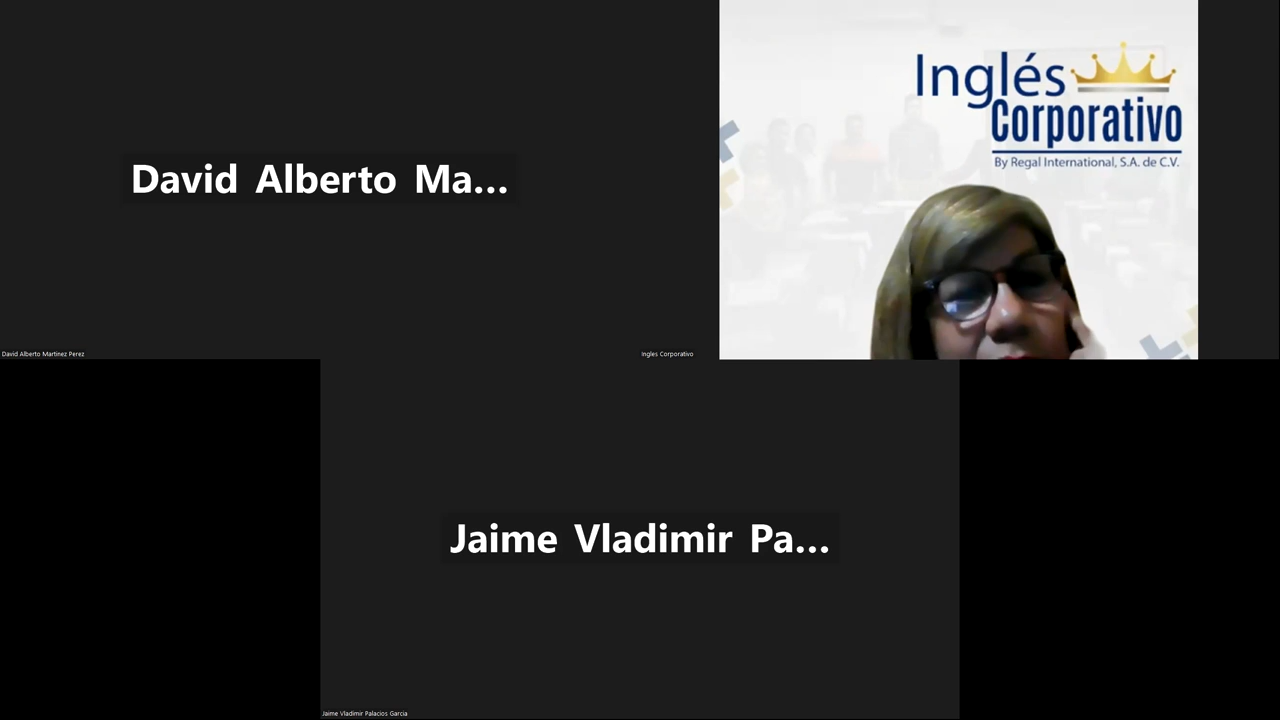 David Alberto Ma...
David Alberto Martinez Perez
Inglés
Corporativo
By Regal International, S.A. de C.V.
Ingles Corporativo
Jaime Vladimir Pa...
Jaime Vladimir Palacios Garcia